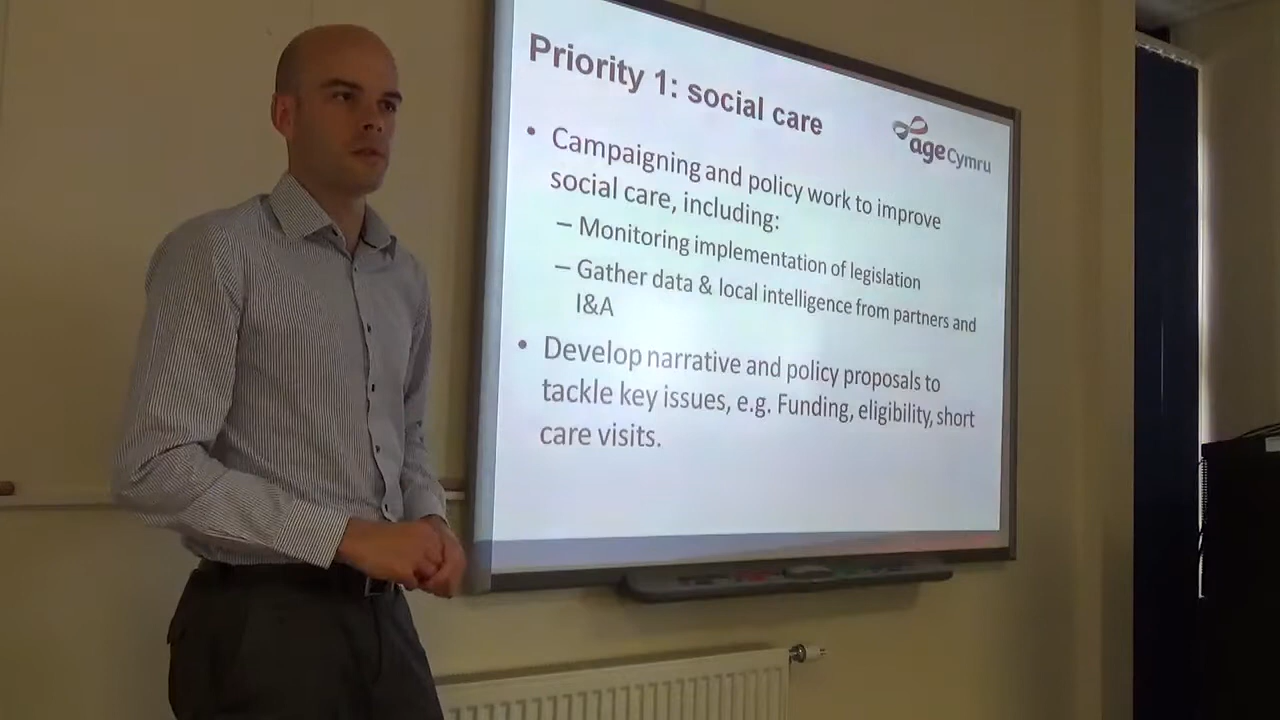 Priority 1: social care
age Cymru
• Campaigning and policy work to improve
social care, including:
– Monitoring implementation of legislation
– Gather data & local intelligence from partners and
I&A
• Develop narrative and policy proposals to
tackle key issues, e.g. Funding, eligibility, short
care visits.